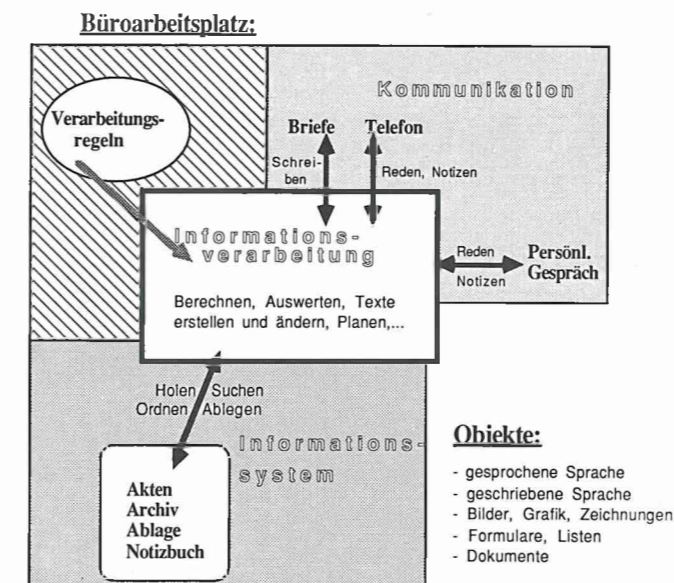 Büroarbeitsplatz:
Kommunikation
Verarbeitungs-
regeln
Briefe Telefon
Schrei-
ben
Reden, Notizen
Informations-
verarbeitung
Reden
Notizen
Persönl.
Gespräch
Berechnen, Auswerten, Texte
erstellen und ändern, Planen,...
Holen Suchen
Ordnen Ablegen
Informations-
system
Akten
Archiv
Ablage
Notizbuch
Objekte:
- gesprochene Sprache
- geschriebene Sprache
- Bilder, Grafik, Zeichnungen
- Formulare, Listen
- Dokumente